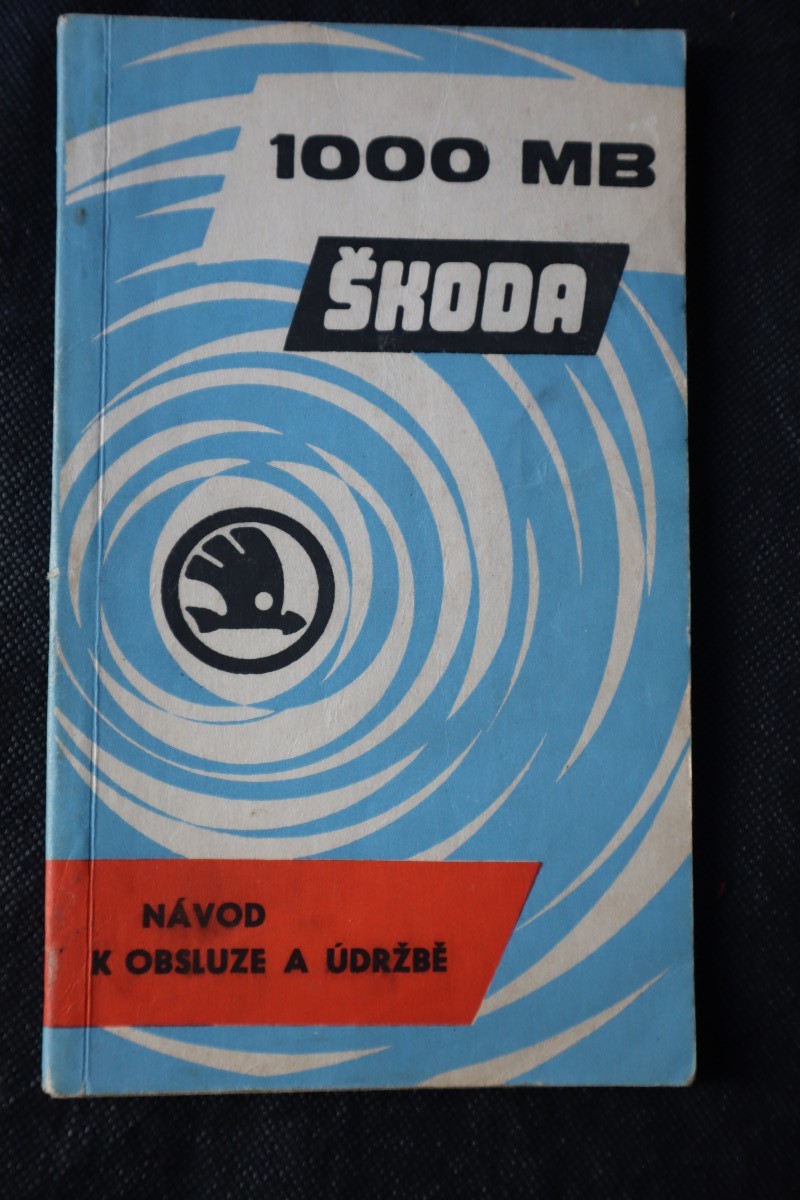 1000 MB
ŠKODA
NÁVOD
K OBSLUZE A ÚDRŽBĚ